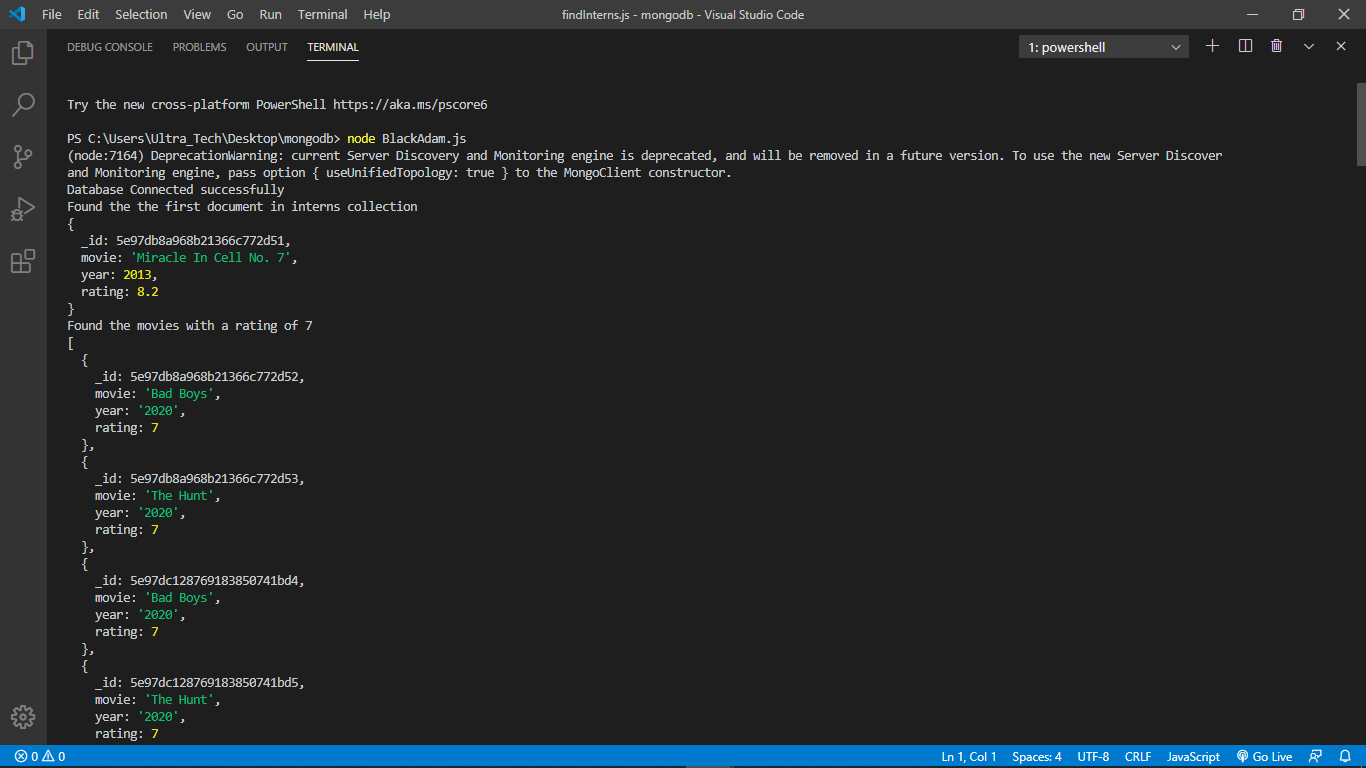 File Edit Selection View Go Run Terminal Help findInterns.js - mongodb - Visual Studio Code
DEBUG CONSOLE PROBLEMS OUTPUT TERMINAL 1: powershell
Try the new cross-platform PowerShell https://aka.ms/pscore6
PS C:\Users\Ultra_Tech\Desktop\mongodb> node BlackAdam.js
(node:7164) DeprecationWarning: current Server Discovery and Monitoring engine is deprecated, and will be removed in a future version. To use the new Server Discover
and Monitoring engine, pass option { useUnifiedTopology: true } to the MongoClient constructor.
Database Connected successfully
Found the the first document in interns collection
{
  _id: 5e97db8a968b21366c772d51,
  movie: 'Miracle In Cell No. 7',
  year: 2013,
  rating: 8.2
}
Found the movies with a rating of 7
[
  {
    _id: 5e97db8a968b21366c772d52,
    movie: 'Bad Boys',
    year: '2020',
    rating: 7
  },
  {
    _id: 5e97db8a968b21366c772d53,
    movie: 'The Hunt',
    year: '2020',
    rating: 7
  },
  {
    _id: 5e97dc128769183850741bd4,
    movie: 'Bad Boys',
    year: '2020',
    rating: 7
  },
  {
    _id: 5e97dc128769183850741bd5,
    movie: 'The Hunt',
    year: '2020',
    rating: 7
0 0 Ln 1, Col 1 Spaces: 4 UTF-8 CRLF JavaScript Go Live